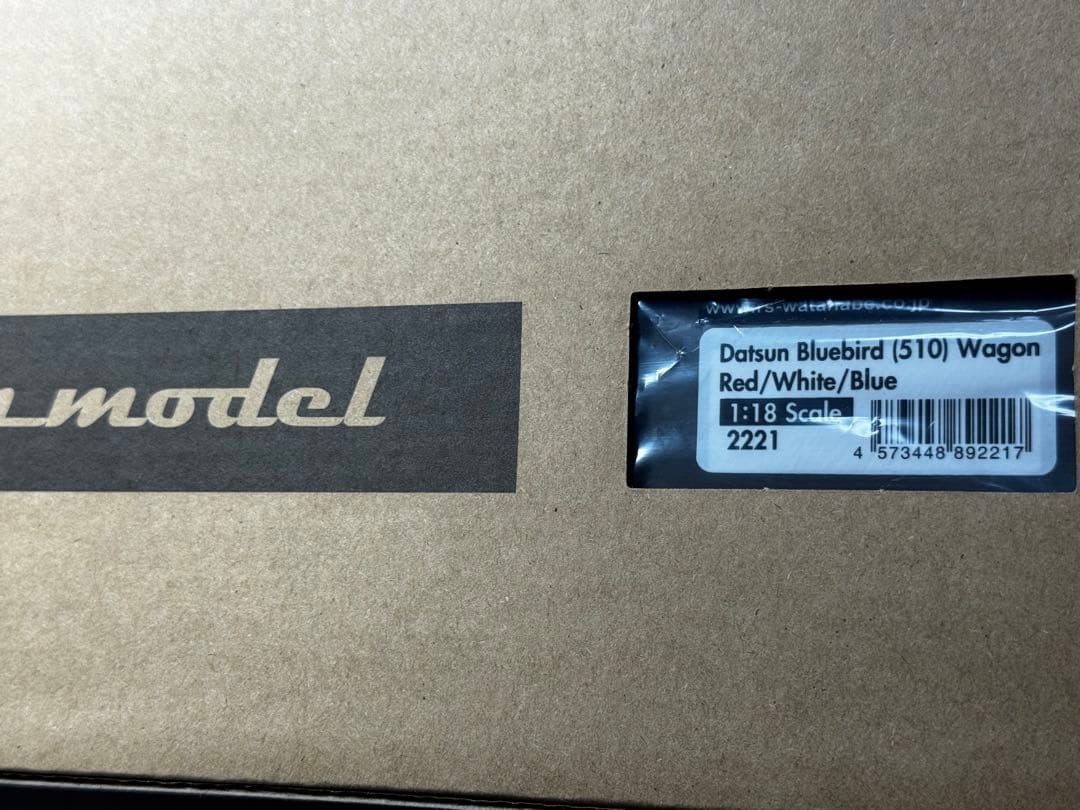 model
www.rs-watanabe.co.jp
Datsun Bluebird (510) Wagon
Red/White/Blue
1:18 Scale
2221
4 573448 892217